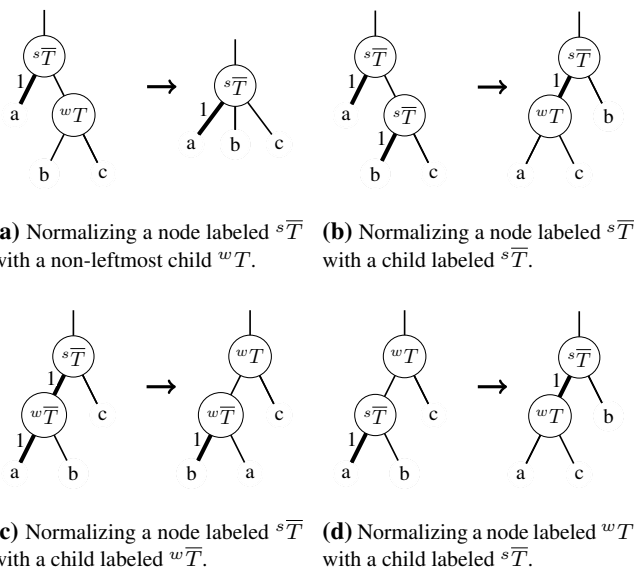 ˢT̅
1
a
ʷT
b
c
ˢT̅
1
a
b
c
ˢT̅
1
a
ˢT̅
1
b
c
ˢT̅
1
ʷT
b
a
c
a) Normalizing a node labeled ˢT̅
with a non-leftmost child ʷT.
(b) Normalizing a node labeled ˢT̅
with a child labeled ˢT̅.
ˢT̅
1
ʷT̅
c
1
a
b
ʷT
ʷT̅
c
1
b
a
ʷT
ˢT̅
c
1
a
b
ˢT̅
1
ʷT
b
a
c
c) Normalizing a node labeled ˢT̅
with a child labeled ʷT̅.
(d) Normalizing a node labeled ʷT
with a child labeled ˢT̅.